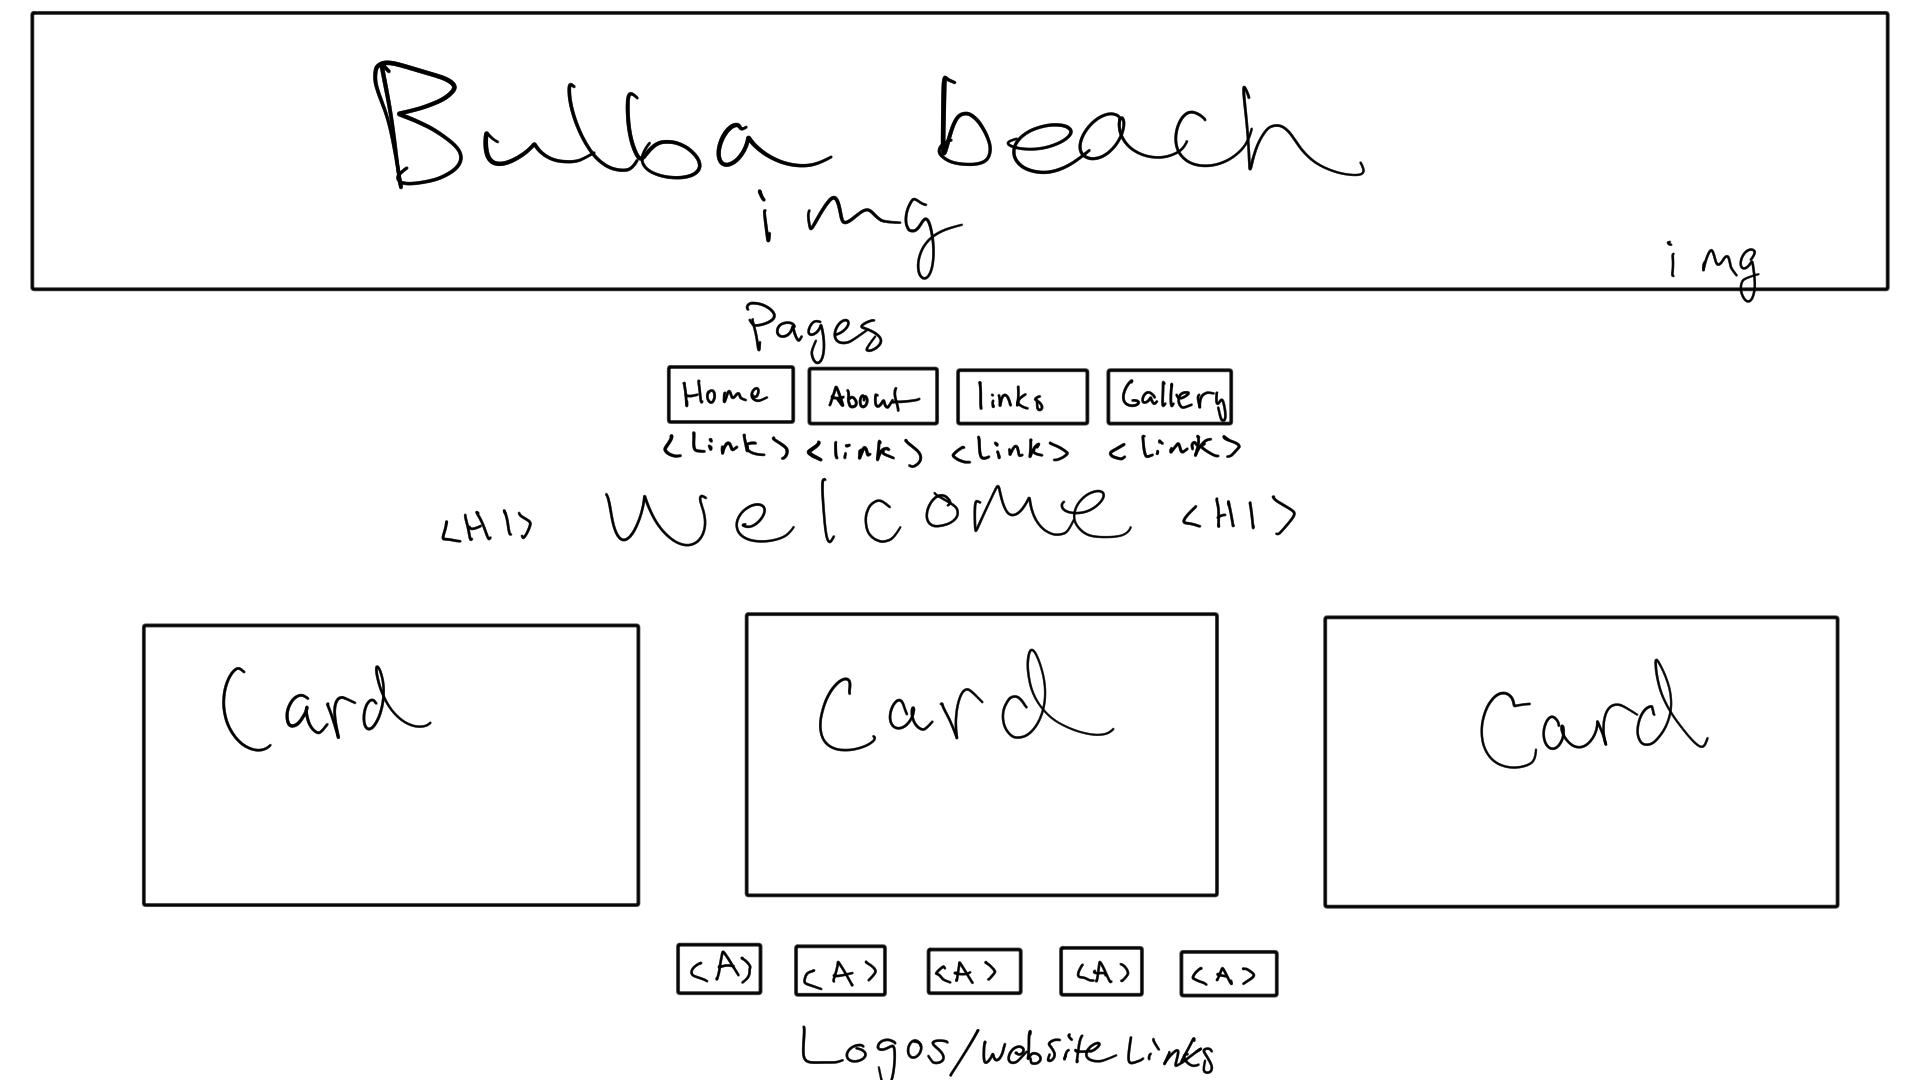 Bulba beach
img
img
Pages
Home About links Gallery
<Link> <link> <Link> <Link>
<H1> Welcome <H1>
Card Card Card
<A> <A> <A> <A> <A>
Logos/website Links